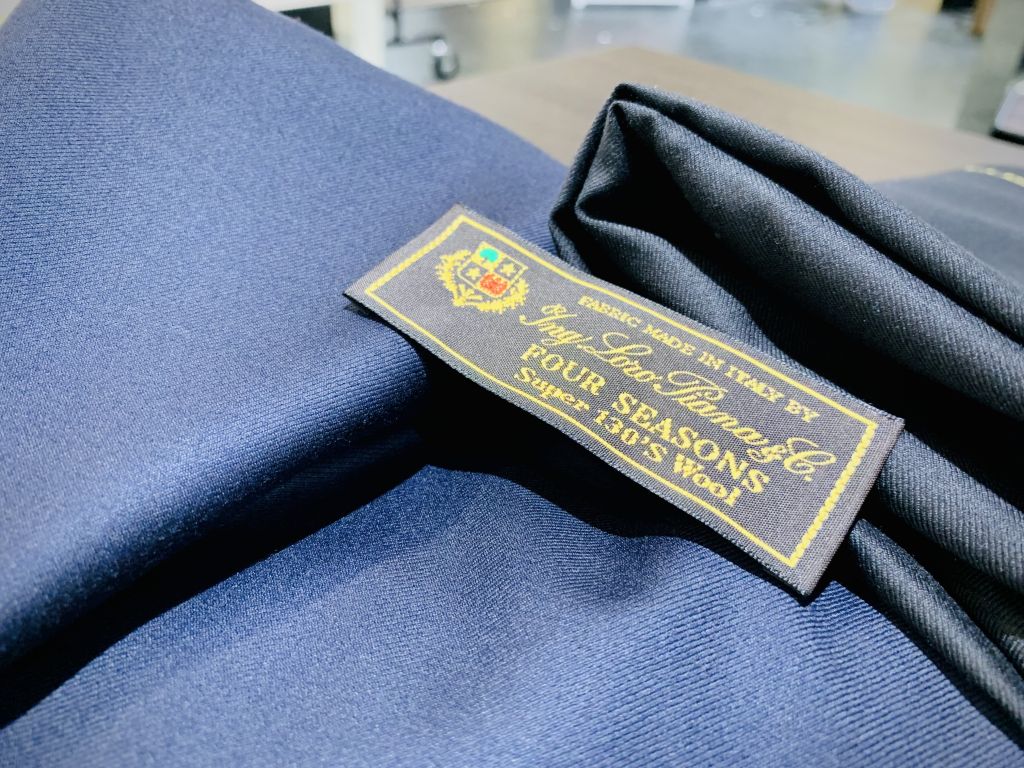 FABRIC MADE IN ITALY BY
Ing. Loro Piana & C.
FOUR SEASONS
Super 130'S Wool